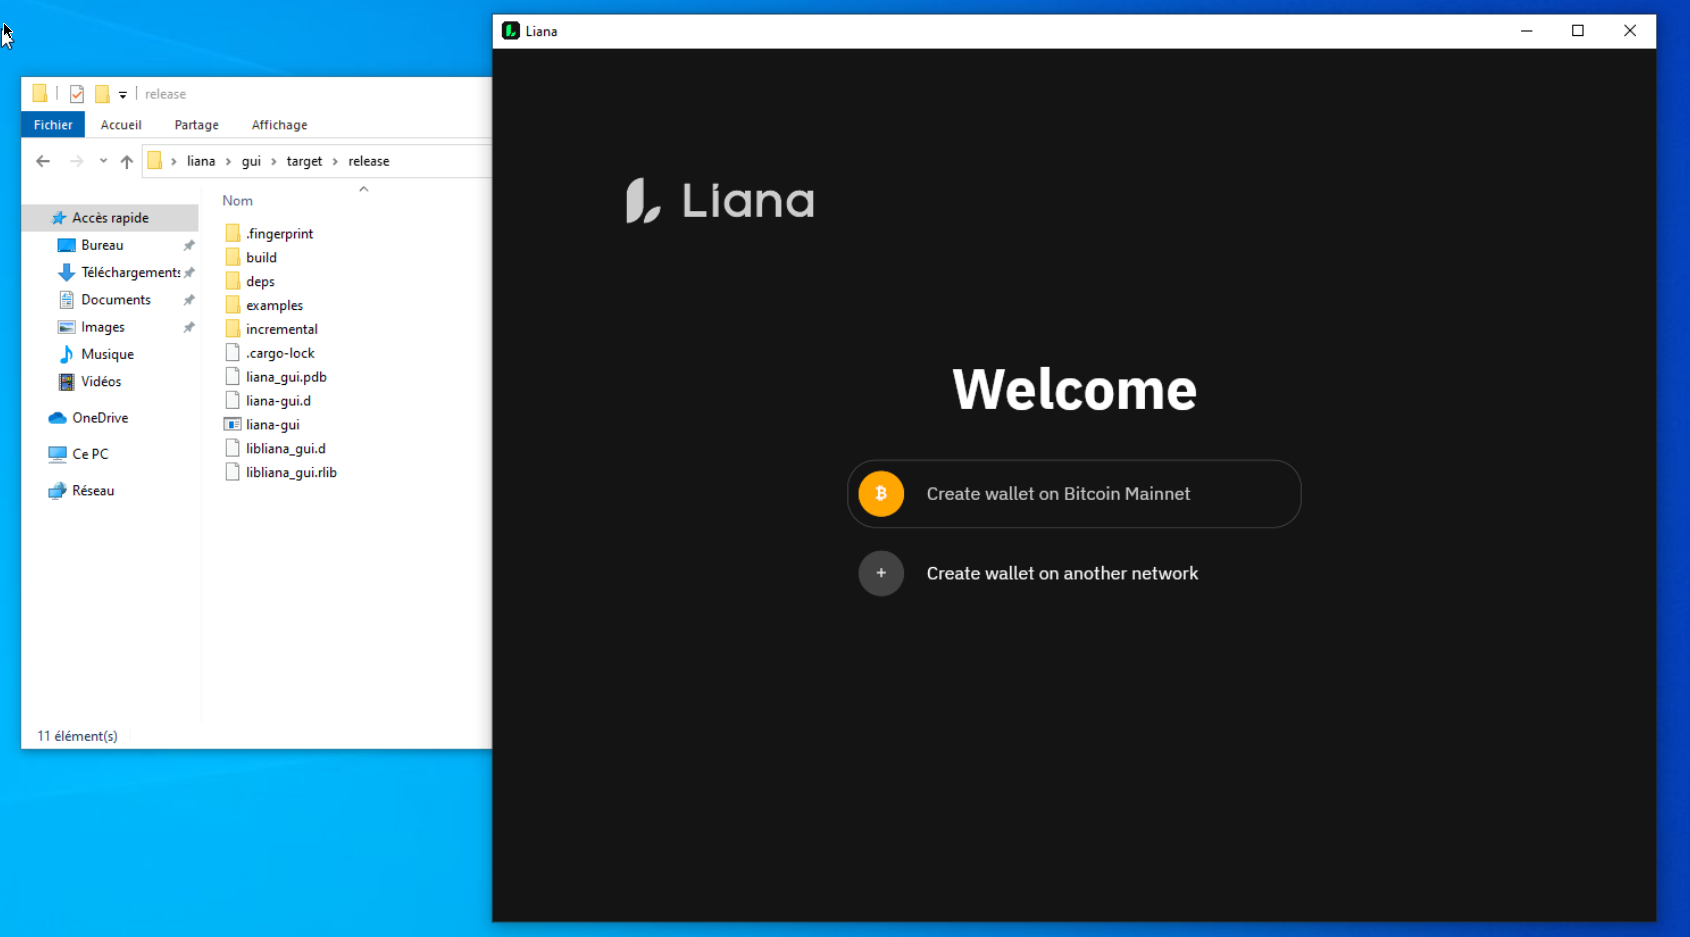 release
Fichier
Accueil
Partage
Affichage
liana > gui > target > release
Accès rapide
Bureau
Téléchargements
Documents
Images
Musique
Vidéos
OneDrive
Ce PC
Réseau
Nom
.fingerprint
build
deps
examples
incremental
.cargo-lock
liana_gui.pdb
liana-gui.d
liana-gui
libliana_gui.d
libliana_gui.rlib
11 élément(s)
Liana
Liana
Welcome
Create wallet on Bitcoin Mainnet
+ Create wallet on another network